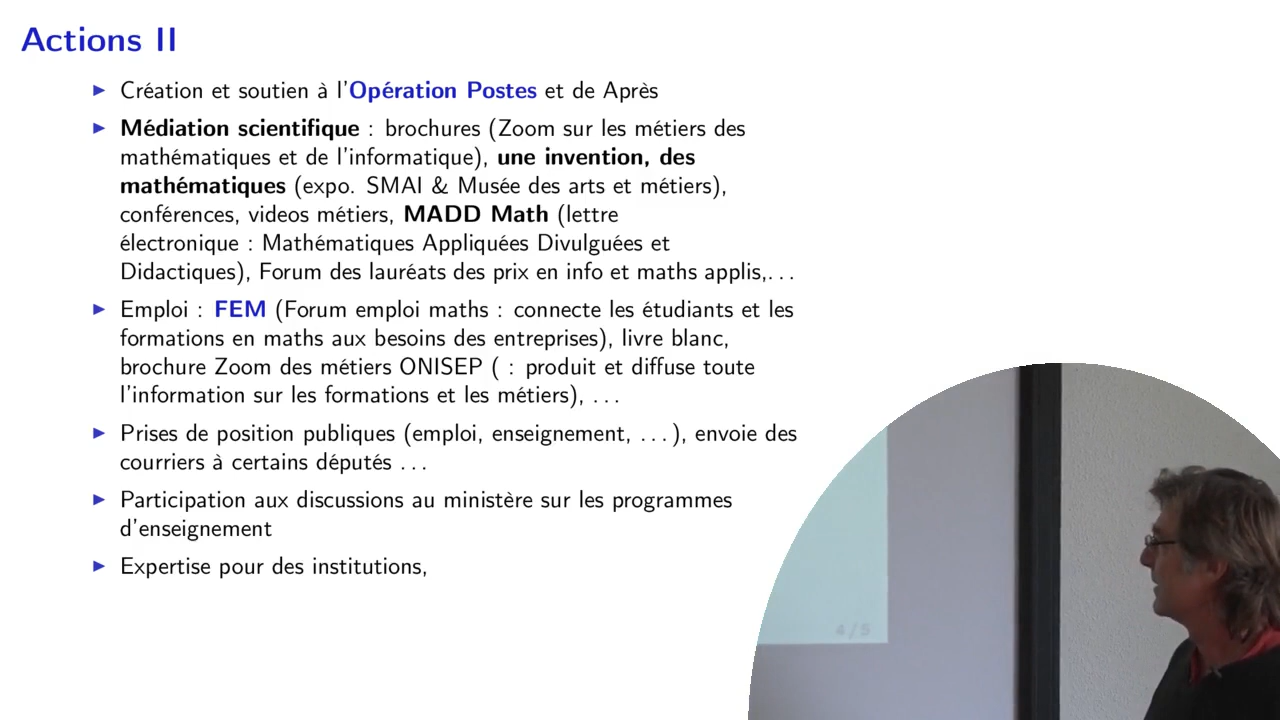 Actions II
▶ Création et soutien à l'Opération Postes et de Après
▶ Médiation scientifique : brochures (Zoom sur les métiers des
mathématiques et de l'informatique), une invention, des
mathématiques (expo. SMAI & Musée des arts et métiers),
conférences, videos métiers, MADD Math (lettre
électronique : Mathématiques Appliquées Divulguées et
Didactiques), Forum des lauréats des prix en info et maths applis,...
▶ Emploi : FEM (Forum emploi maths : connecte les étudiants et les
formations en maths aux besoins des entreprises), livre blanc,
brochure Zoom des métiers ONISEP ( : produit et diffuse toute
l'information sur les formations et les métiers), ...
▶ Prises de position publiques (emploi, enseignement, ...), envoie des
courriers à certains députés ...
▶ Participation aux discussions au ministère sur les programmes
d'enseignement
▶ Expertise pour des institutions,
4/5